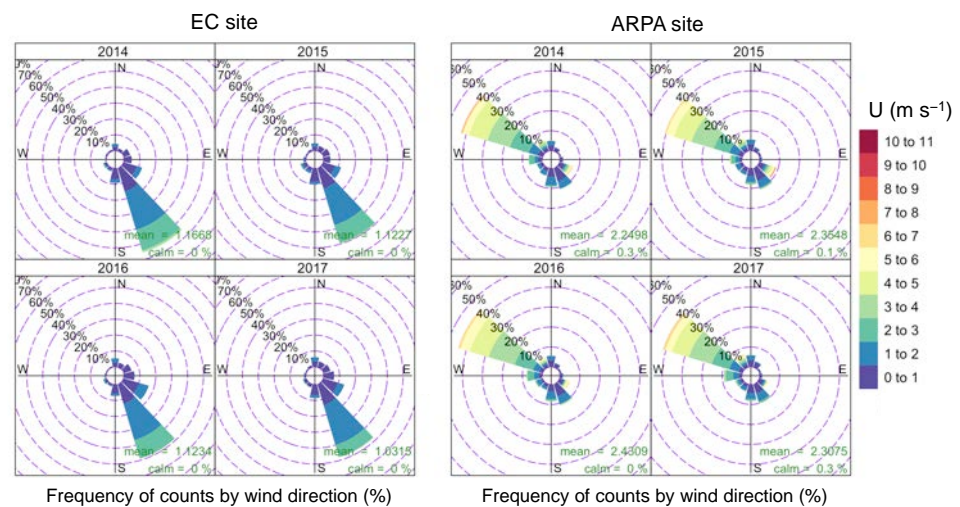 EC site
ARPA site
2014
2015
2014
2015
0%
70%
60%
50%
40%
30%
20%
10%
N
W
E
S
mean = 1.1668
calm = 0 %
0%
70%
60%
50%
40%
30%
20%
10%
N
E
S
mean = 1.1227
calm = 0 %
60%
50%
40%
30%
20%
10%
N
W
E
S
mean = 2.2498
calm = 0.3 %
60%
50%
40%
30%
20%
10%
N
E
S
mean = 2.3548
calm = 0.1 %
2016
2017
2016
2017
70%
60%
50%
40%
30%
20%
10%
N
W
E
S
mean = 1.1234
calm = 0 %
70%
60%
50%
40%
30%
20%
10%
N
W
E
S
mean = 1.0315
calm = 0 %
60%
50%
40%
30%
20%
10%
N
W
E
S
mean = 2.4309
calm = 0 %
60%
50%
40%
30%
20%
10%
N
W
E
S
mean = 2.3075
calm = 0.3 %
U (m s⁻¹)
10 to 11
9 to 10
8 to 9
7 to 8
6 to 7
5 to 6
4 to 5
3 to 4
2 to 3
1 to 2
0 to 1
Frequency of counts by wind direction (%)
Frequency of counts by wind direction (%)